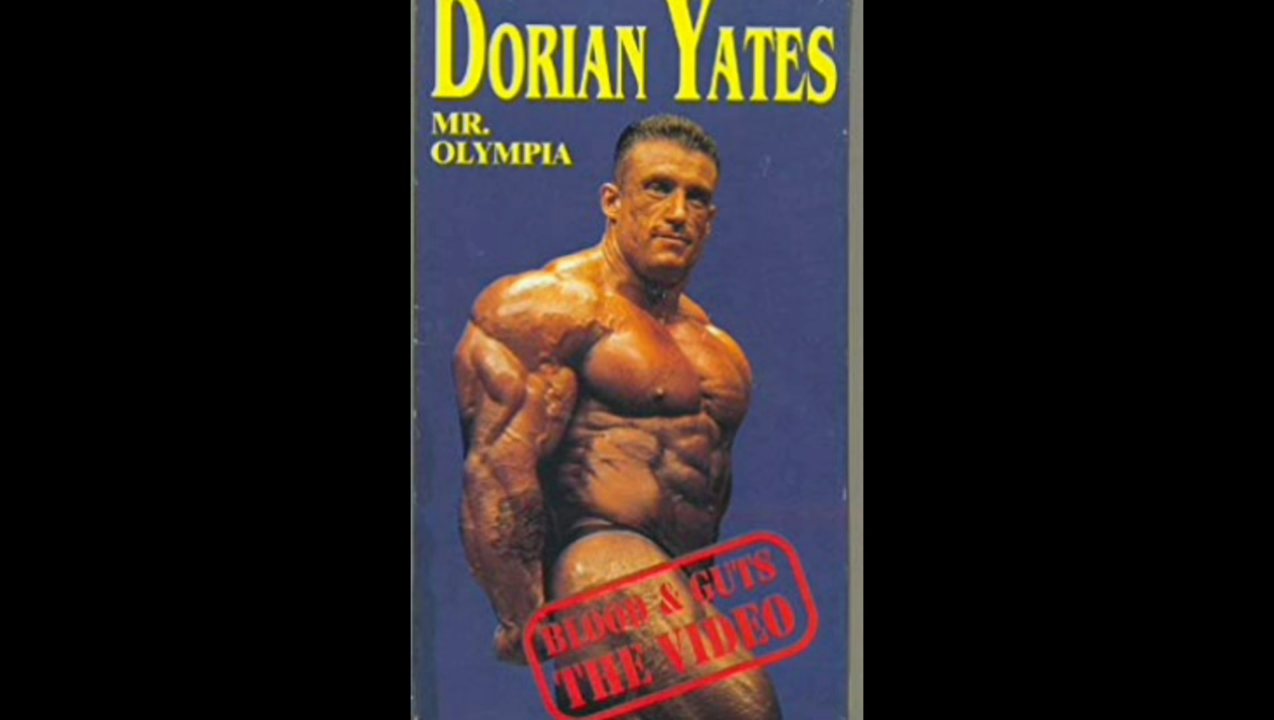 DORIAN YATES
MR.
OLYMPIA
BLOOD & GUTS
THE VIDEO